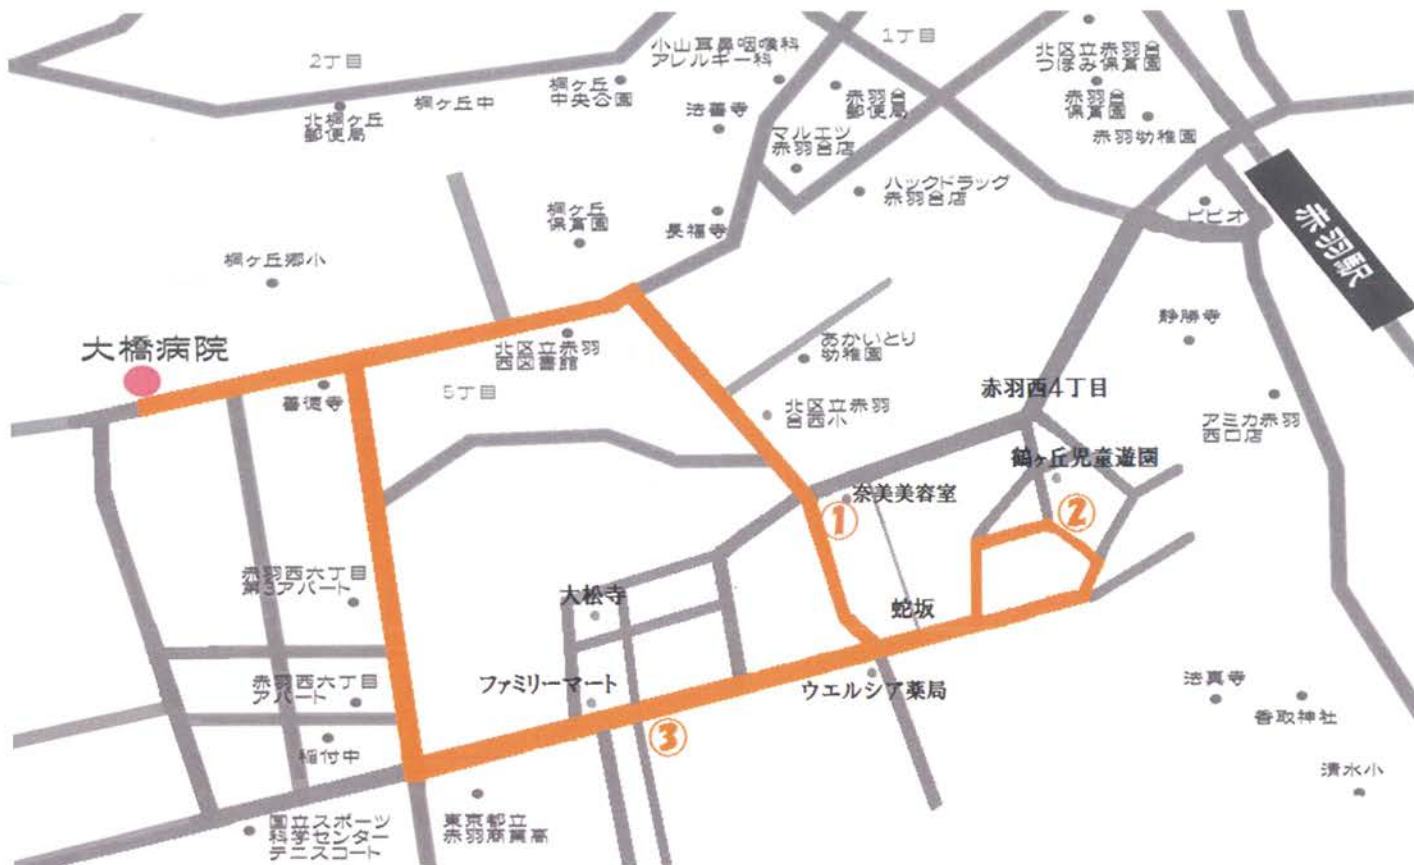 小山耳鼻咽喉科
アレルギー科
1丁目
北区立赤羽台
つぼみ保育園
2丁目
桐ヶ丘
中央公園
桐ヶ丘中
北桐ヶ丘
郵便局
法善寺
赤羽台
郵便局
赤羽台
保育園
赤羽幼稚園
マルエツ
赤羽台店
ハックドラッグ
赤羽台店
ビビオ
赤羽駅
桐ヶ丘
保育園
長福寺
桐ヶ丘郷小
静勝寺
大橋病院
北区立赤羽
西図書館
あかいとり
幼稚園
善徳寺
5丁目
北区立赤羽
台西小
赤羽西4丁目
アミカ赤羽
西口店
鶴ヶ丘児童遊園
奈美美容室
①
②
赤羽西六丁目
第3アパート
大松寺
蛇坂
赤羽西六丁目
アパート
ファミリーマート
ウエルシア薬局
法真寺
香取神社
③
稲付中
清水小
国立スポーツ
科学センター
テニスコート
東京都立
赤羽商業高